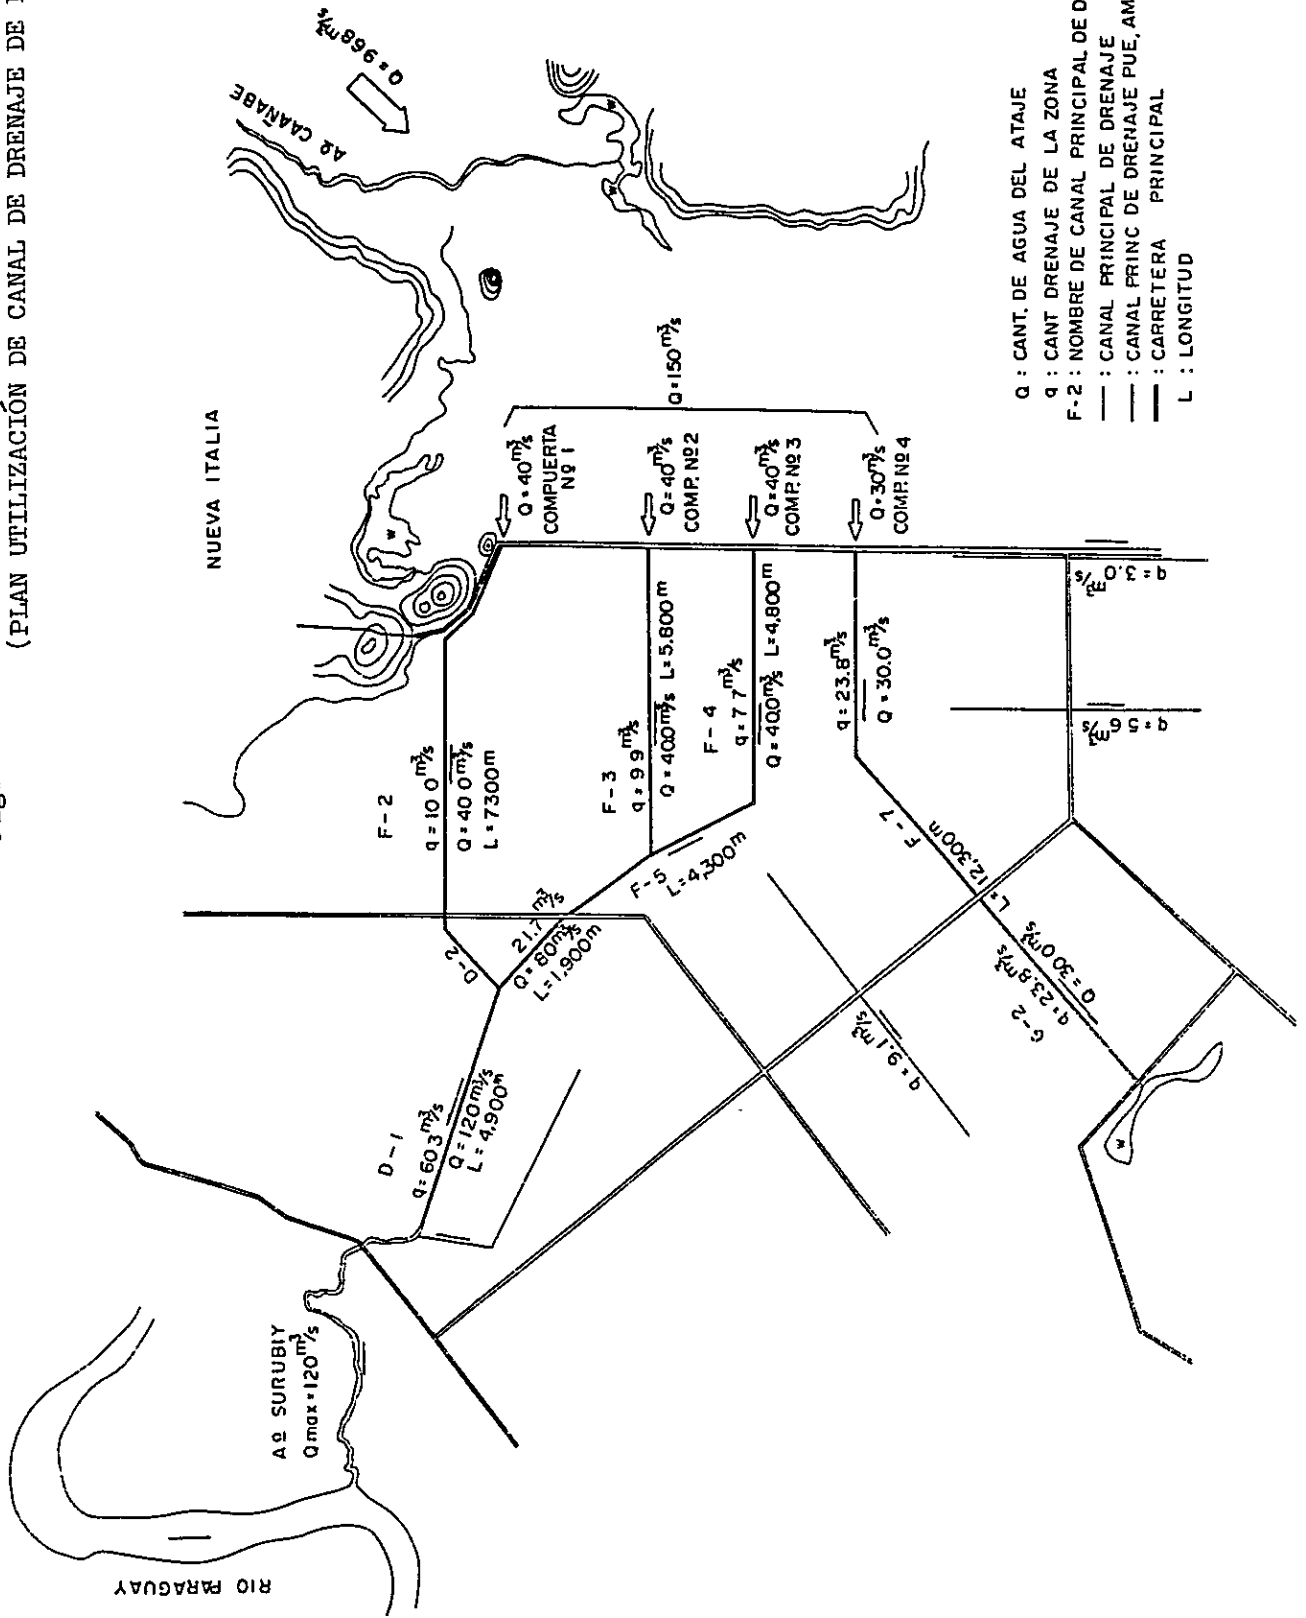 (PLAN UTILIZACIÓN DE CANAL DE DRENAJE DE
Q=968m³/s
Aº CAAÑABE
NUEVA ITALIA
Q=40m³/s
COMPUERTA
Nº 1
Q=40m³/s
COMP. Nº2
Q=40m³/s
COMP. Nº 3
Q=30m³/s
COMP. Nº 4
Q=150m³/s
F-2
q=10 0m³/s
Q=40 0m³/s
L=7300m
F-3
q=9 9m³/s
Q=40.0m³/s L=5.800m
F-4
q=7 7m³/s
Q=40.0m³/s L=4,800m
q=23.8m³/s
Q=30.0m³/s
F-5
L=4,300m
F-7
L=12,300m
D-2
21.7m³/s
Q=80m³/s
L=1,900m
D-1
q=60.3m³/s
Q=120m³/s
L=4,900m
G-2
q=23.8m³/s
Q=30.0m³/s
q=9.1m³/s
q=5 6m³/s
q=3.0m³/s
Aº SURUBIY
Qmax=120m³/s
RIO PARAGUAY
W
W
W
W
Q : CANT. DE AGUA DEL ATAJE
q : CANT DRENAJE DE LA ZONA
F-2 : NOMBRE DE CANAL PRINCIPAL DE D
— : CANAL PRINCIPAL DE DRENAJE
— : CANAL PRINC DE DRENAJE PUE, AM
— : CARRETERA PRINCIPAL
L : LONGITUD